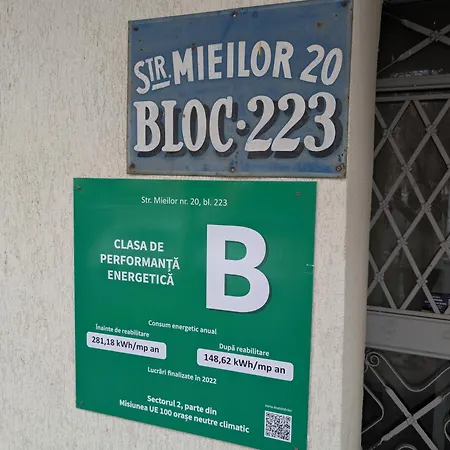 STR. MIEILOR 20
BLOC·223
Str. Mieilor nr. 20, bl. 223
CLASA DE
PERFORMANȚĂ
ENERGETICĂ
B
Consum energetic anual
Înainte de reabilitare
281,18 kWh/mp an
După reabilitare
148,62 kWh/mp an
Lucrări finalizate în 2022
Sectorul 2, parte din
Misiunea UE 100 orașe neutre climatic